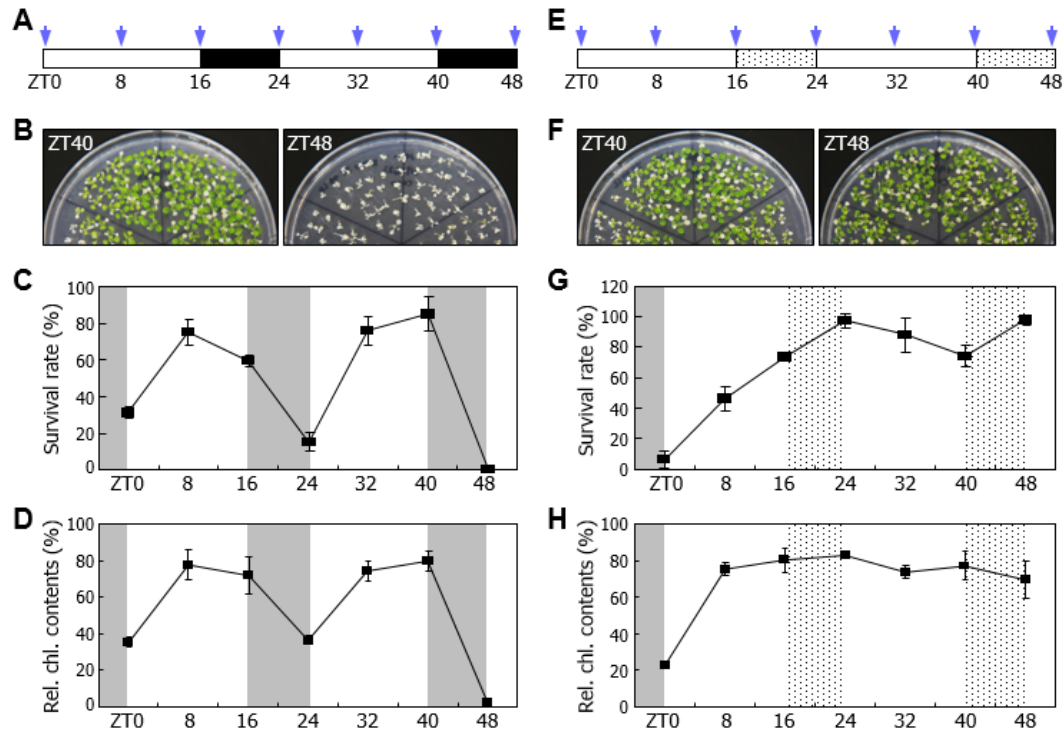 A
ZT0 8 16 24 32 40 48
B
ZT40
ZT48
C
Survival rate (%)
100
80
60
40
20
0
ZT0 8 16 24 32 40 48
D
Rel. chl. contents (%)
100
80
60
40
20
0
ZT0 8 16 24 32 40 48
E
ZT0 8 16 24 32 40 48
F
ZT40
ZT48
G
Survival rate (%)
120
100
80
60
40
20
0
ZT0 8 16 24 32 40 48
H
Rel. chl. contents (%)
100
80
60
40
20
0
ZT0 8 16 24 32 40 48